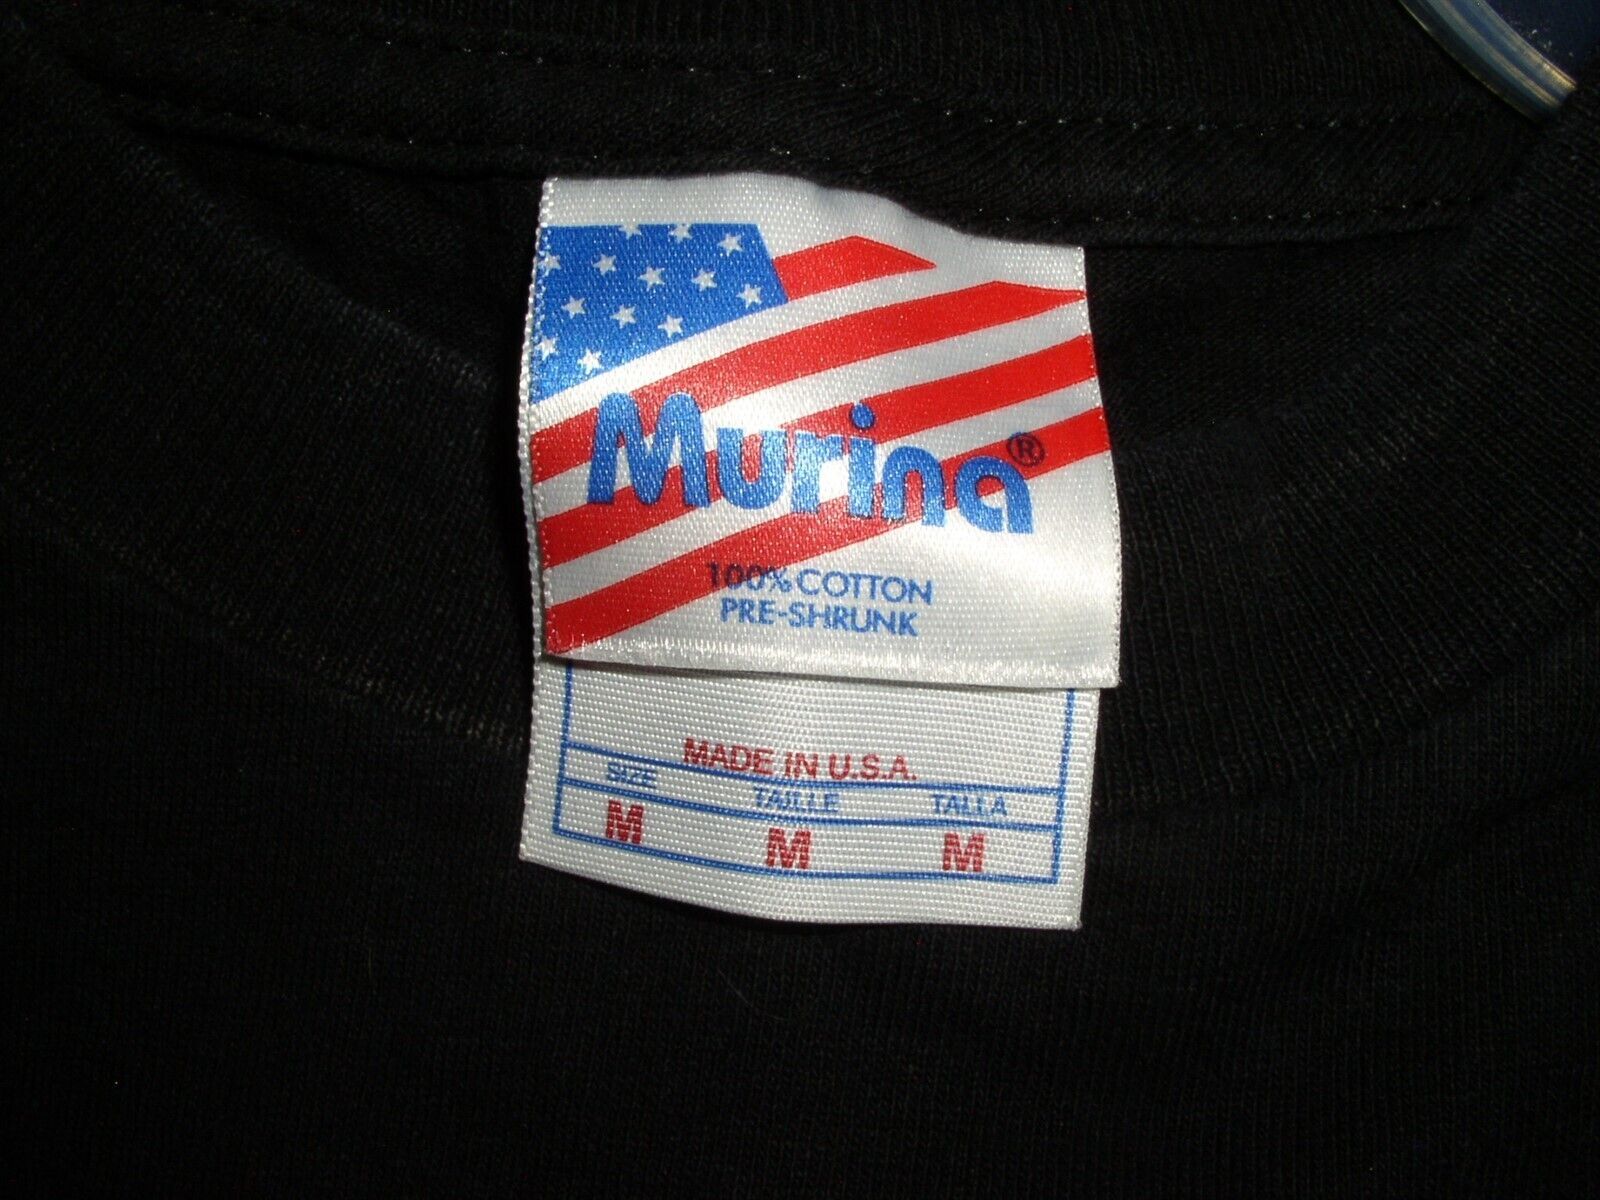 Murina®
100% COTTON
PRE-SHRUNK
MADE IN U.S.A.
SIZE TAILLE TALLA
M M M